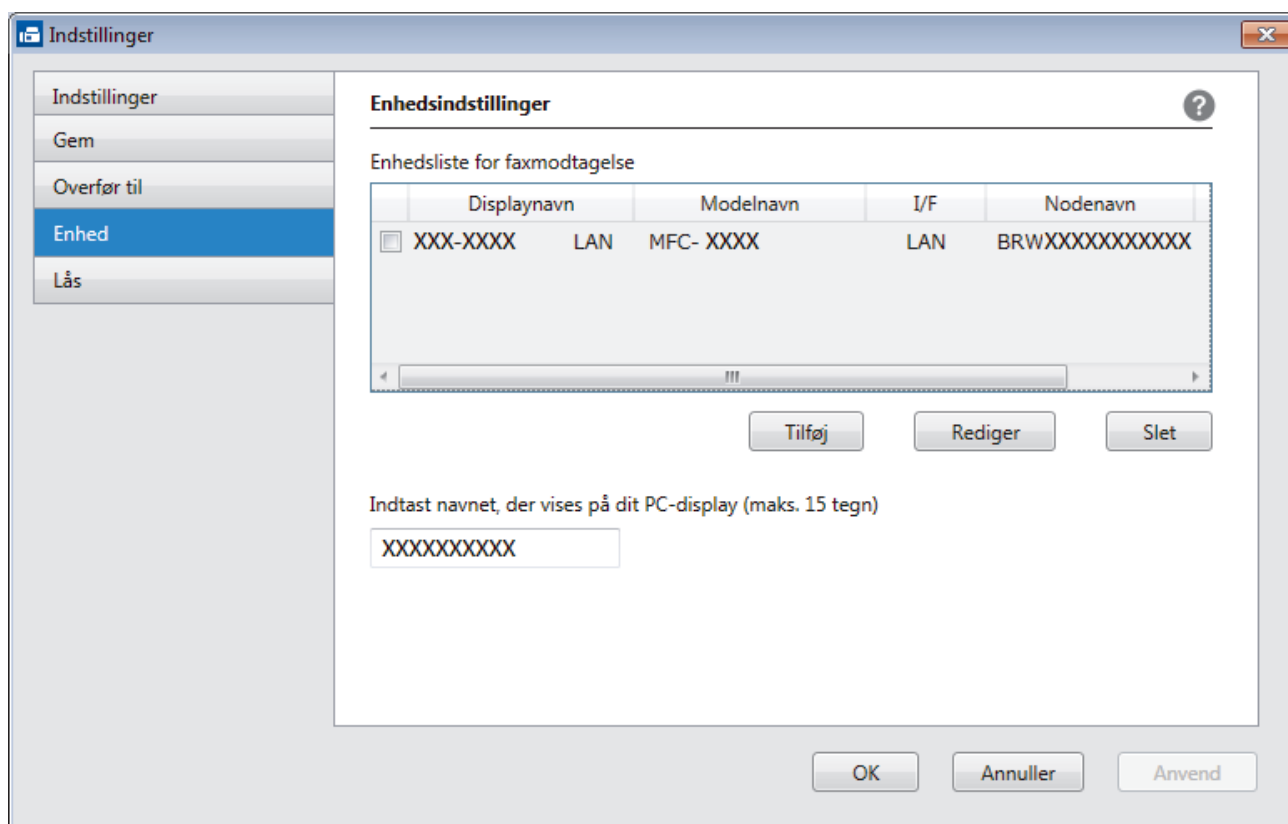 Indstillinger
Indstillinger
Gem
Overfør til
Enhed
Lås
Enhedsindstillinger
?
Enhedsliste for faxmodtagelse
Displaynavn Modelnavn I/F Nodenavn
XXX-XXXX LAN MFC- XXXX LAN BRWXXXXXXXXXXX
Tilføj Rediger Slet
Indtast navnet, der vises på dit PC-display (maks. 15 tegn)
XXXXXXXXXX
OK Annuller Anvend